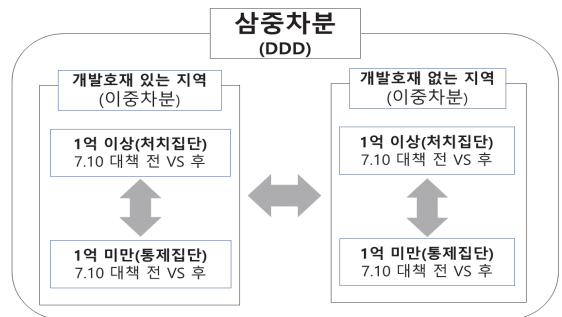 삼중차분
(DDD)
개발호재 있는 지역
(이중차분)
1억 이상(처치집단)
7.10 대책 전 VS 후
1억 미만(통제집단)
7.10 대책 전 VS 후
개발호재 없는 지역
(이중차분)
1억 이상(처치집단)
7.10 대책 전 VS 후
1억 미만(통제집단)
7.10 대책 전 VS 후